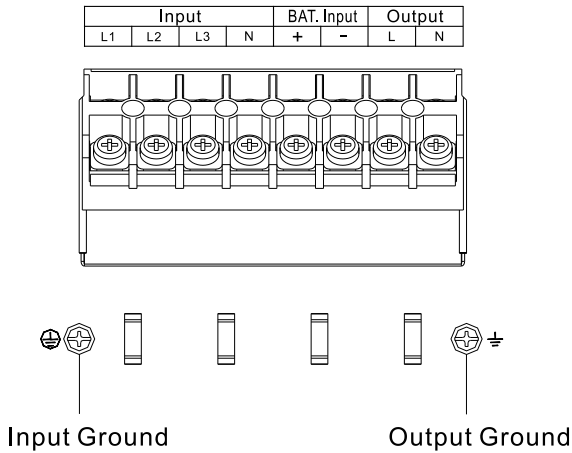 Input BAT. Input Output
L1 L2 L3 N + − L N
Input Ground Output Ground